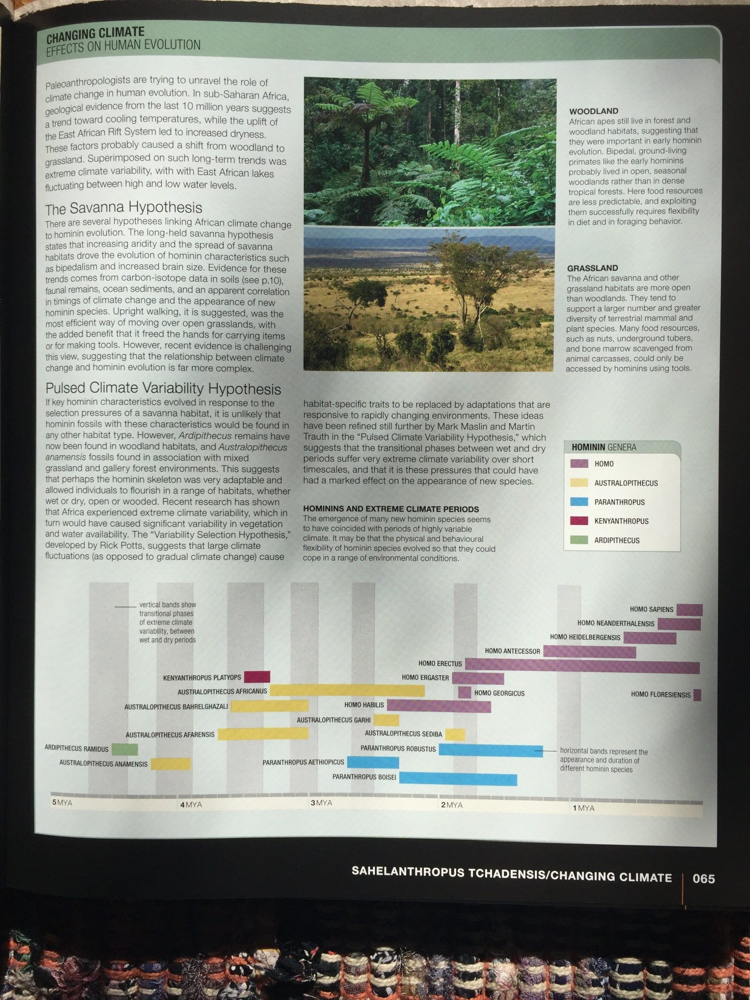 CHANGING CLIMATE
EFFECTS ON HUMAN EVOLUTION
Paleoanthropologists are trying to unravel the role of
climate change in human evolution. In sub-Saharan Africa,
geological evidence from the last 10 million years suggests
a trend toward cooling temperatures, while the uplift of
the East African Rift System led to increased dryness.
These factors probably caused a shift from woodland to
grassland. Superimposed on such long-term trends was
extreme climate variability, with with East African lakes
fluctuating between high and low water levels.
The Savanna Hypothesis
There are several hypotheses linking African climate change
to hominin evolution. The long-held savanna hypothesis
states that increasing aridity and the spread of savanna
habitats drove the evolution of hominin characteristics such
as bipedalism and increased brain size. Evidence for these
trends comes from carbon-isotope data in soils (see p.10),
faunal remains, ocean sediments, and an apparent correlation
in timings of climate change and the appearance of new
hominin species. Upright walking, it is suggested, was the
most efficient way of moving over open grasslands, with
the added benefit that it freed the hands for carrying items
or for making tools. However, recent evidence is challenging
this view, suggesting that the relationship between climate
change and hominin evolution is far more complex.
Pulsed Climate Variability Hypothesis
If key hominin characteristics evolved in response to the
selection pressures of a savanna habitat, it is unlikely that
hominin fossils with these characteristics would be found in
any other habitat type. However, Ardipithecus remains have
now been found in woodland habitats, and Australopithecus
anamensis fossils found in association with mixed
grassland and gallery forest environments. This suggests
that perhaps the hominin skeleton was very adaptable and
allowed individuals to flourish in a range of habitats, whether
wet or dry, open or wooded. Recent research has shown
that Africa experienced extreme climate variability, which in
turn would have caused significant variability in vegetation
and water availability. The “Variability Selection Hypothesis,”
developed by Rick Potts, suggests that large climate
fluctuations (as opposed to gradual climate change) cause
habitat-specific traits to be replaced by adaptations that are
responsive to rapidly changing environments. These ideas
have been refined still further by Mark Maslin and Martin
Trauth in the “Pulsed Climate Variability Hypothesis,” which
suggests that the transitional phases between wet and dry
periods suffer very extreme climate variability over short
timescales, and that it is these pressures that could have
had a marked effect on the appearance of new species.
WOODLAND
African apes still live in forest and
woodland habitats, suggesting that
they were important in early hominin
evolution. Bipedal, ground-living
primates like the early hominins
probably lived in open, seasonal
woodlands rather than in dense
tropical forests. Here food resources
are less predictable, and exploiting
them successfully requires flexibility
in diet and in foraging behavior.
GRASSLAND
The African savanna and other
grassland habitats are more open
than woodlands. They tend to
support a larger number and greater
diversity of terrestrial mammal and
plant species. Many food resources,
such as nuts, underground tubers,
and bone marrow scavenged from
animal carcasses, could only be
accessed by hominins using tools.
HOMININS AND EXTREME CLIMATE PERIODS
The emergence of many new hominin species seems
to have coincided with periods of highly variable
climate. It may be that the physical and behavioural
flexibility of hominin species evolved so that they could
cope in a range of environmental conditions.
HOMININ GENERA
HOMO
AUSTRALOPITHECUS
PARANTHROPUS
KENYANTHROPUS
ARDIPITHECUS
vertical bands show
transitional phases
of extreme climate
variability, between
wet and dry periods
HOMO SAPIENS
HOMO NEANDERTHALENSIS
HOMO HEIDELBERGENSIS
HOMO ANTECESSOR
HOMO ERECTUS
KENYANTHROPUS PLATYOPS
HOMO ERGASTER
AUSTRALOPITHECUS AFRICANUS
HOMO GEORGICUS
HOMO FLORESIENSIS
AUSTRALOPITHECUS BAHRELGHAZALI
HOMO HABILIS
AUSTRALOPITHECUS GARHI
AUSTRALOPITHECUS AFARENSIS
AUSTRALOPITHECUS SEDIBA
ARDIPITHECUS RAMIDUS
PARANTHROPUS ROBUSTUS
horizontal bands represent the
appearance and duration of
different hominin species
AUSTRALOPITHECUS ANAMENSIS
PARANTHROPUS AETHIOPICUS
PARANTHROPUS BOISEI
5 MYA
4 MYA
3 MYA
2 MYA
1 MYA
SAHELANTHROPUS TCHADENSIS/CHANGING CLIMATE 065